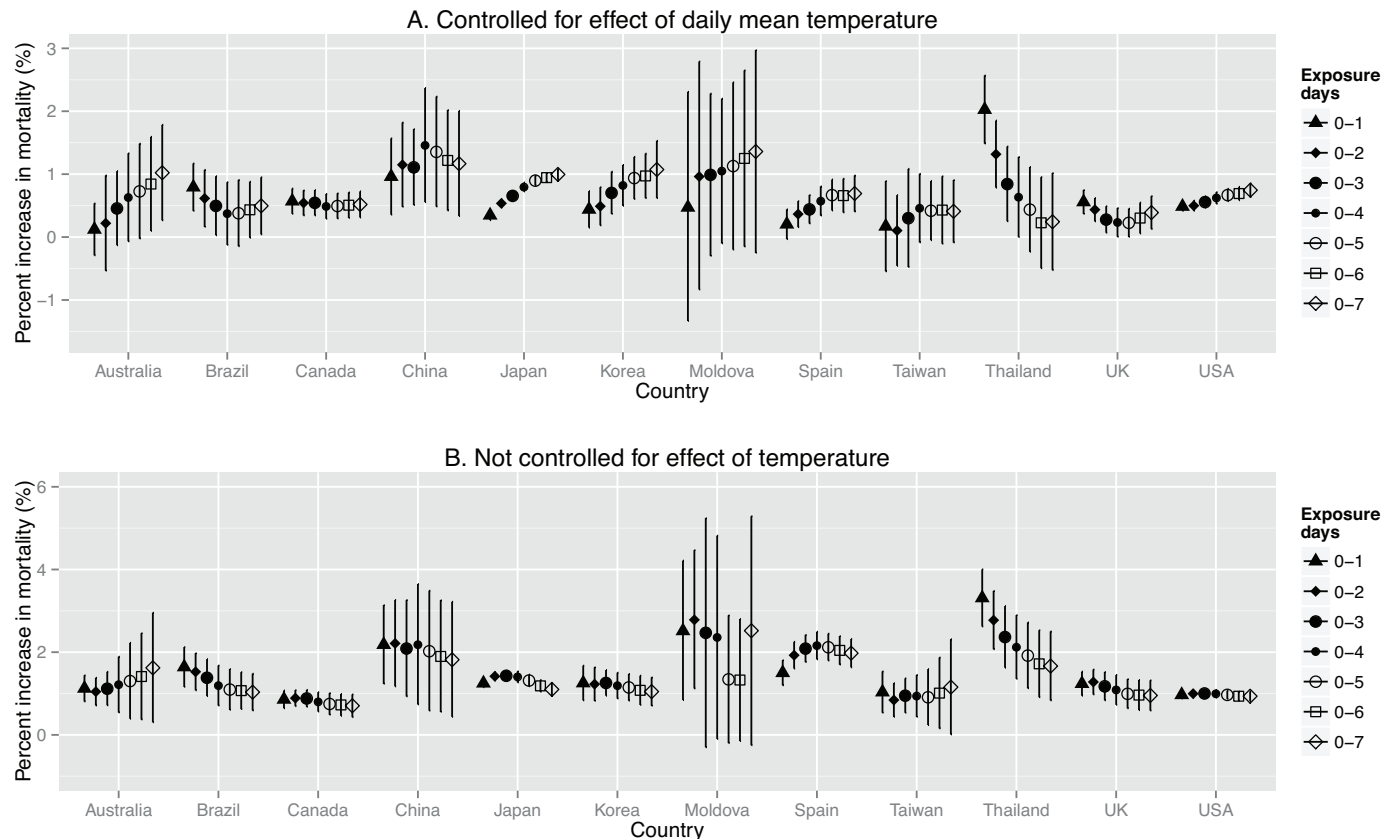 A. Controlled for effect of daily mean temperature
Percent increase in mortality (%)
3
2
1
0
−1
Australia Brazil Canada China Japan Korea Moldova Spain Taiwan Thailand UK USA
Country
Exposure
days
0−1
0−2
0−3
0−4
0−5
0−6
0−7
B. Not controlled for effect of temperature
Percent increase in mortality (%)
6
4
2
0
Australia Brazil Canada China Japan Korea Moldova Spain Taiwan Thailand UK USA
Country
Exposure
days
0−1
0−2
0−3
0−4
0−5
0−6
0−7